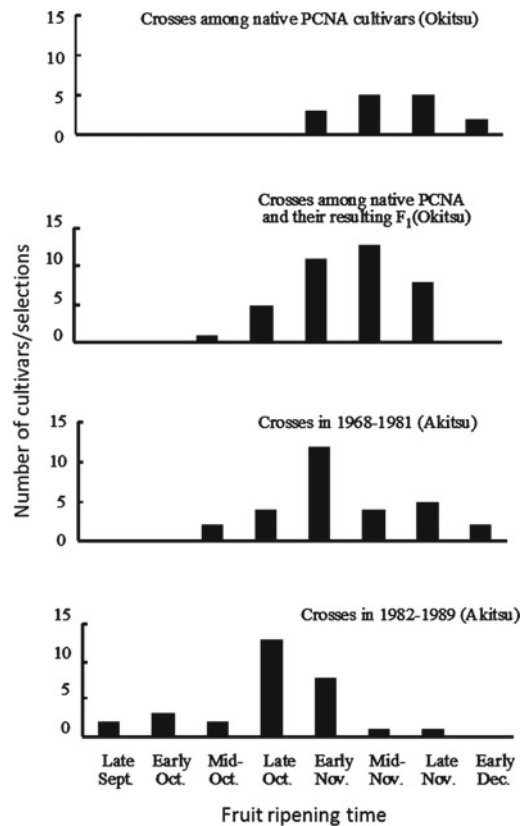 Number of cultivars/selections
Crosses among native PCNA cultivars (Okitsu)
15
10
5
0
Crosses among native PCNA
and their resulting F₁(Okitsu)
15
10
5
0
Crosses in 1968-1981 (Akitsu)
15
10
5
0
Crosses in 1982-1989 (Akitsu)
15
10
5
0
Late Early Mid- Late Early Mid- Late Early
Sept. Oct. Oct. Oct. Nov. Nov. Nov. Dec.
Fruit ripening time